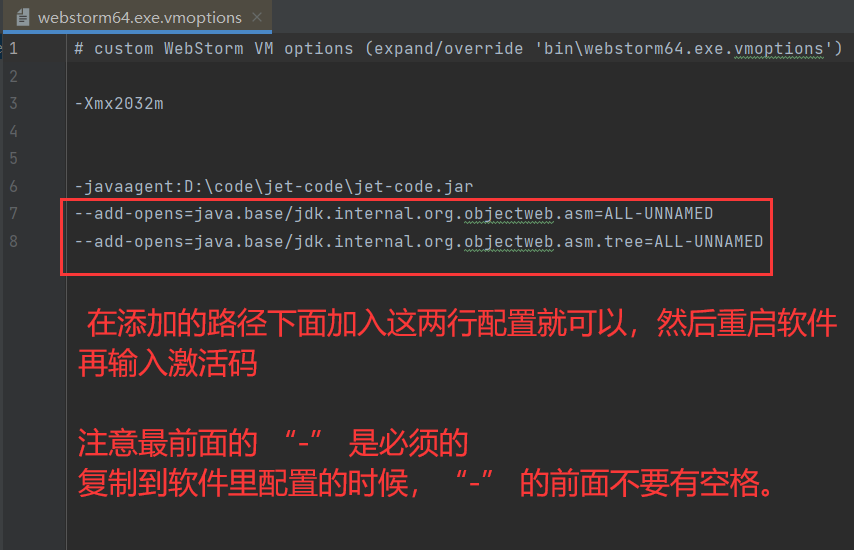 webstorm64.exe.vmoptions
1 # custom WebStorm VM options (expand/override 'bin\webstorm64.exe.vmoptions')
2
3 -Xmx2032m
4
5
6 -javaagent:D:\code\jet-code\jet-code.jar
7 --add-opens=java.base/jdk.internal.org.objectweb.asm=ALL-UNNAMED
8 --add-opens=java.base/jdk.internal.org.objectweb.asm.tree=ALL-UNNAMED
在添加的路径下面加入这两行配置就可以，然后重启软件
再输入激活码
注意最前面的 “-” 是必须的
复制到软件里配置的时候， “-” 的前面不要有空格。